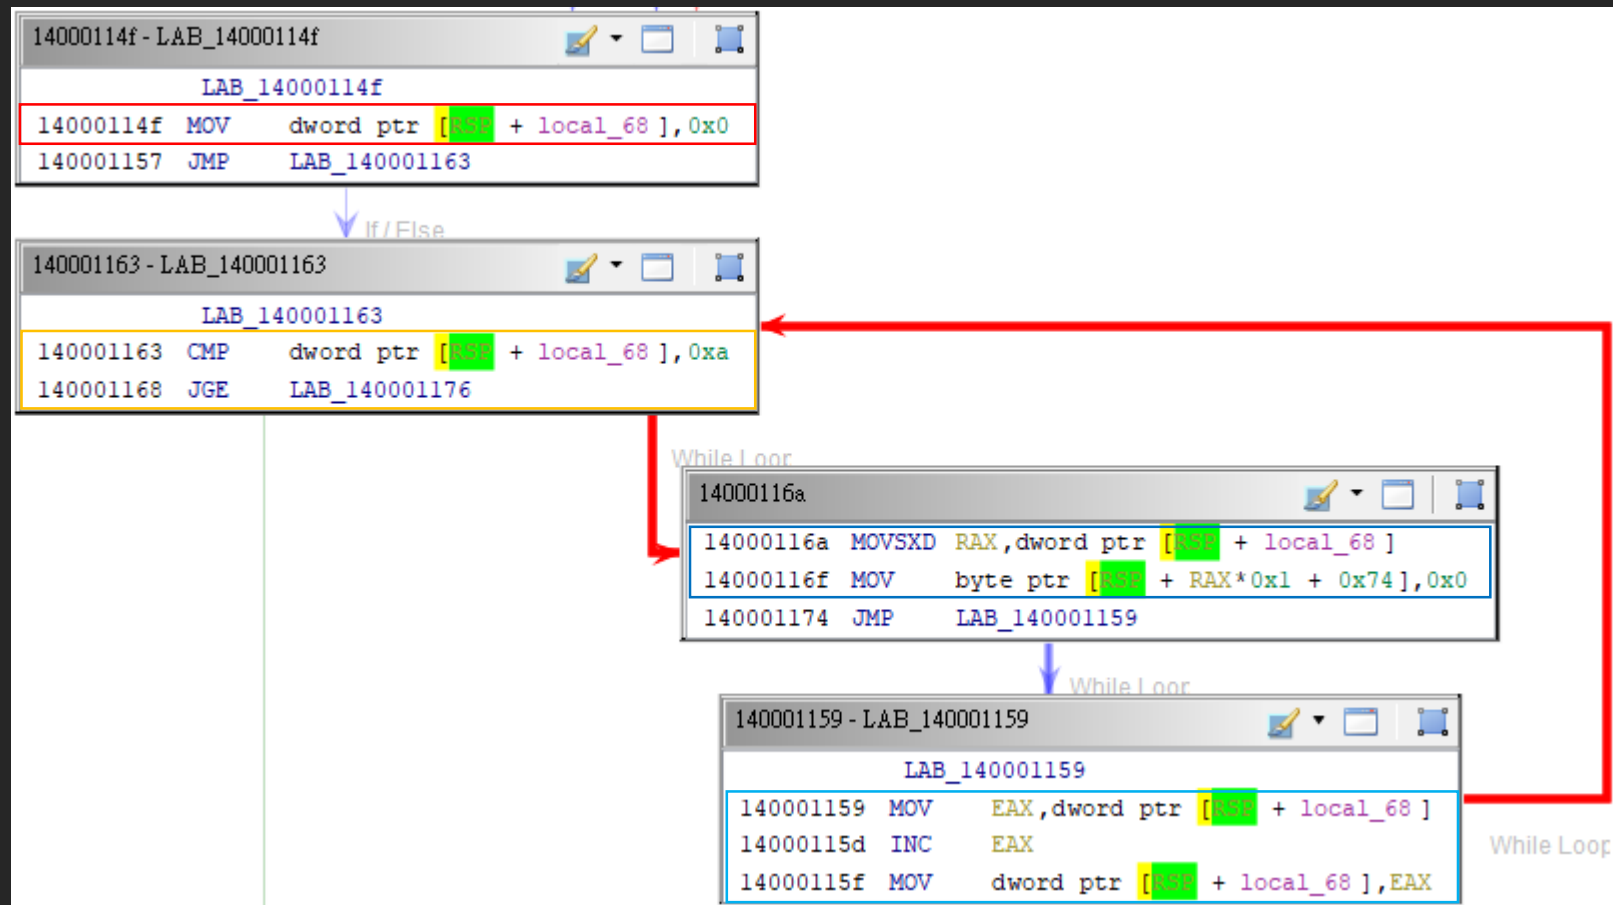 14000114f - LAB_14000114f
LAB_14000114f
14000114f MOV dword ptr [RSP + local_68 ],0x0
140001157 JMP LAB_140001163
If / Else
140001163 - LAB_140001163
LAB_140001163
140001163 CMP dword ptr [RSP + local_68 ],0xa
140001168 JGE LAB_140001176
While Loop
14000116a
14000116a MOVSXD RAX,dword ptr [RSP + local_68 ]
14000116f MOV byte ptr [RSP + RAX*0x1 + 0x74],0x0
140001174 JMP LAB_140001159
While Loop
140001159 - LAB_140001159
LAB_140001159
140001159 MOV EAX,dword ptr [RSP + local_68 ]
14000115d INC EAX
While Loop
14000115f MOV dword ptr [RSP + local_68 ],EAX